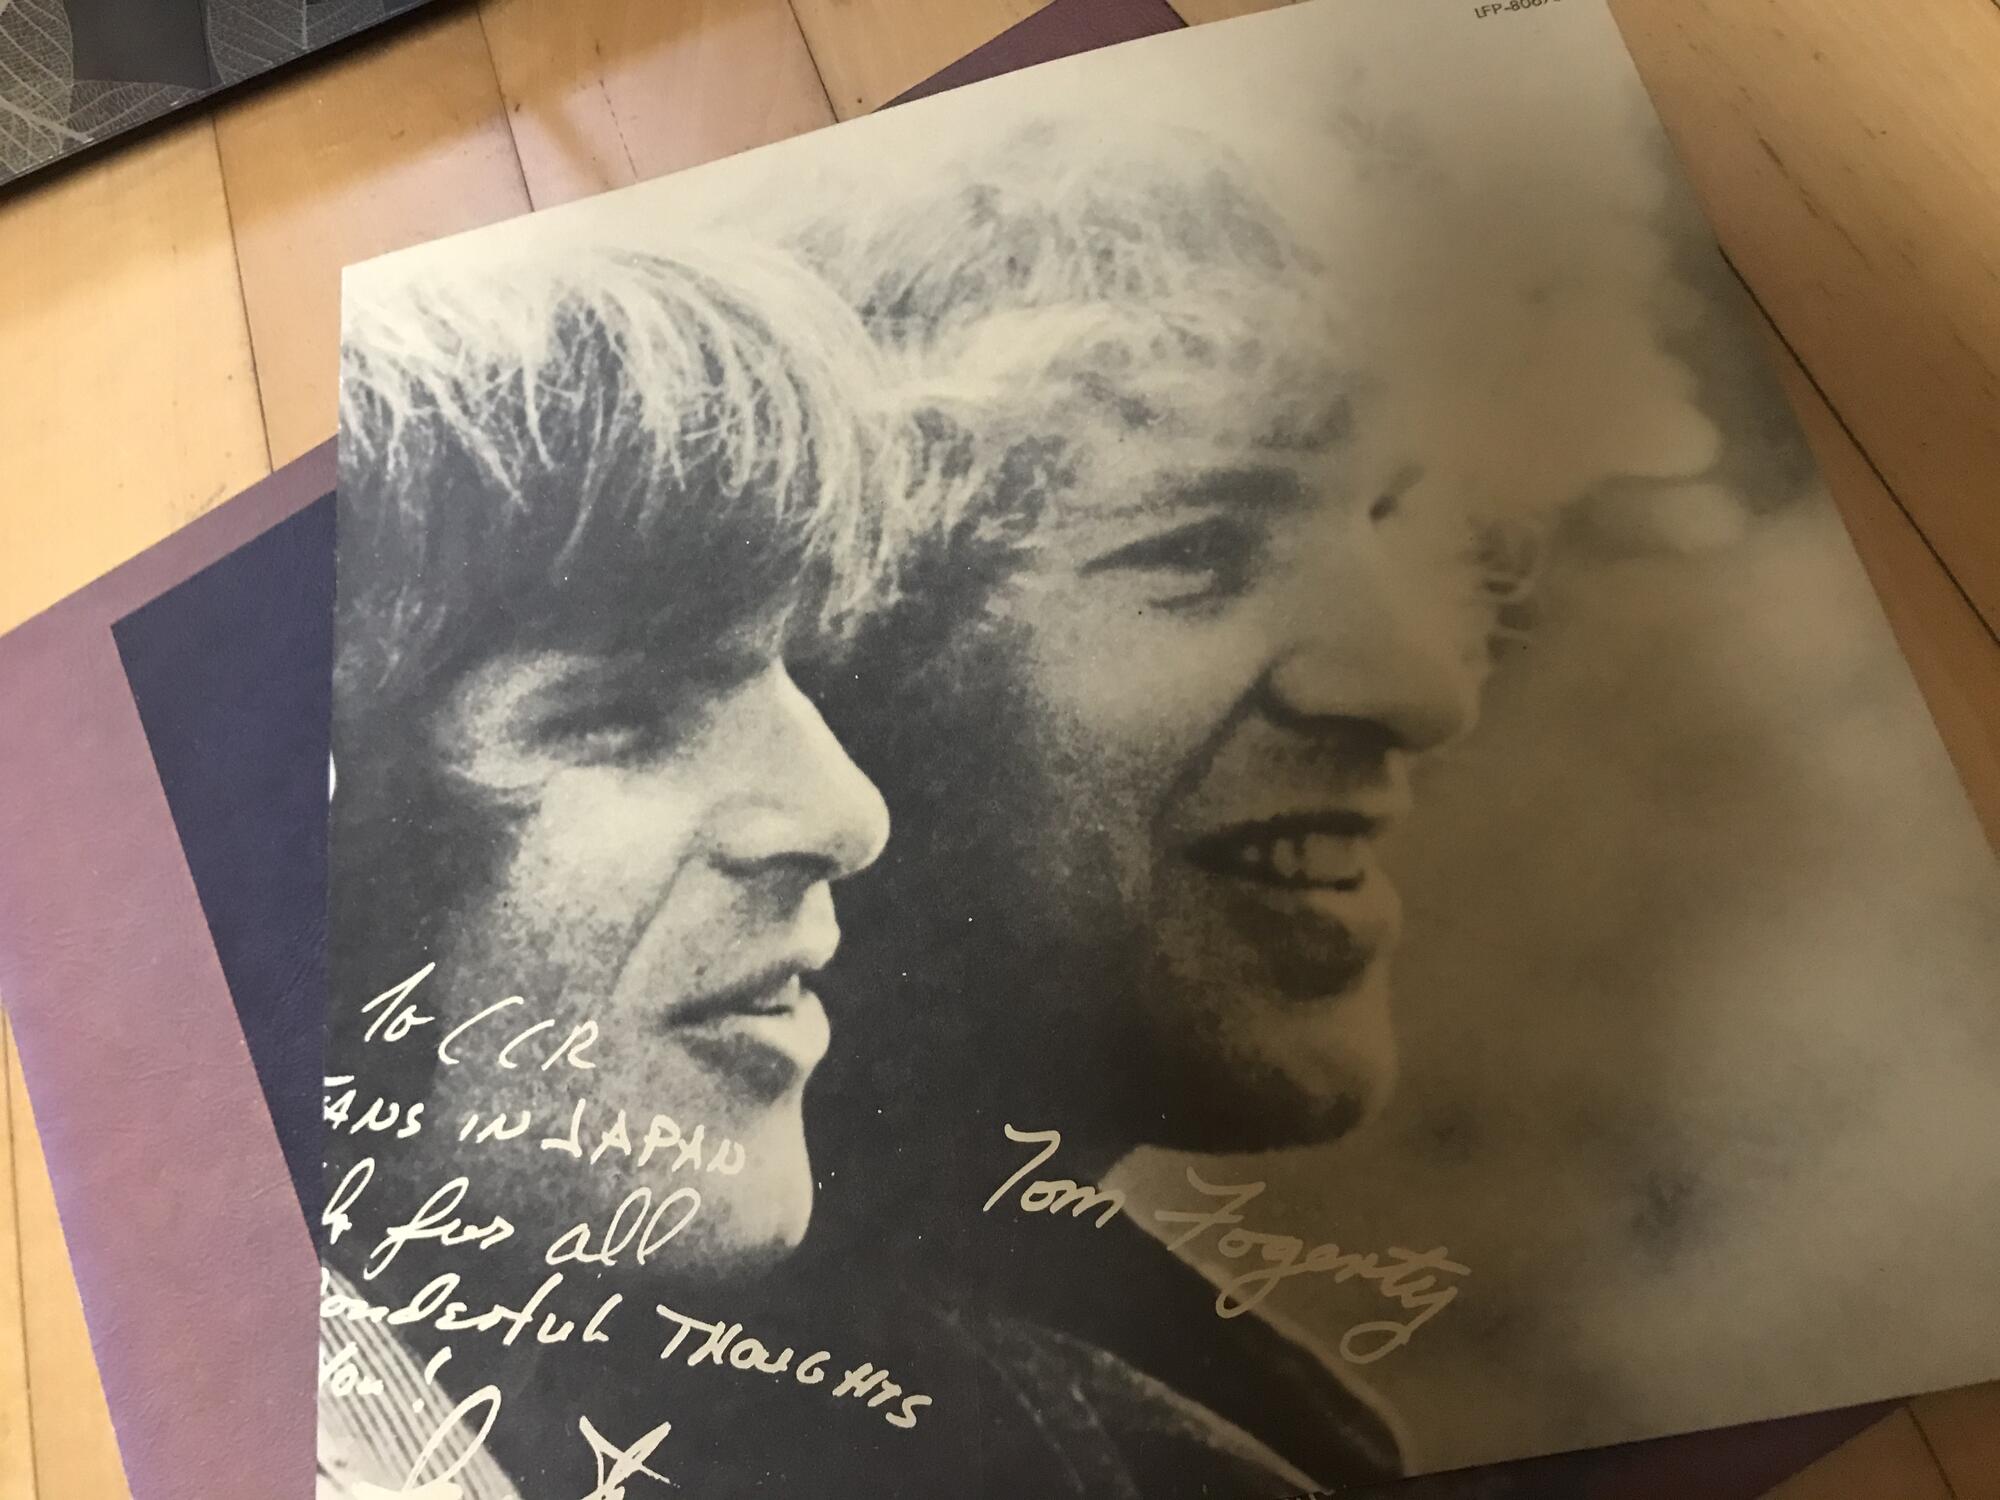 LFP-806
To CCR
FANS IN JAPAN
for all
wonderful THOUGHTS
You!
Tom Fogerty